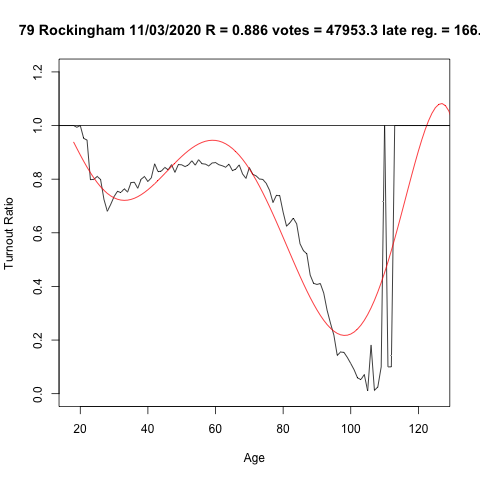 79 Rockingham 11/03/2020 R = 0.886 votes = 47953.3 late reg. = 166.
1.2
1.0
0.8
0.6
0.4
0.2
0.0
Turnout Ratio
20 40 60 80 100 120
Age